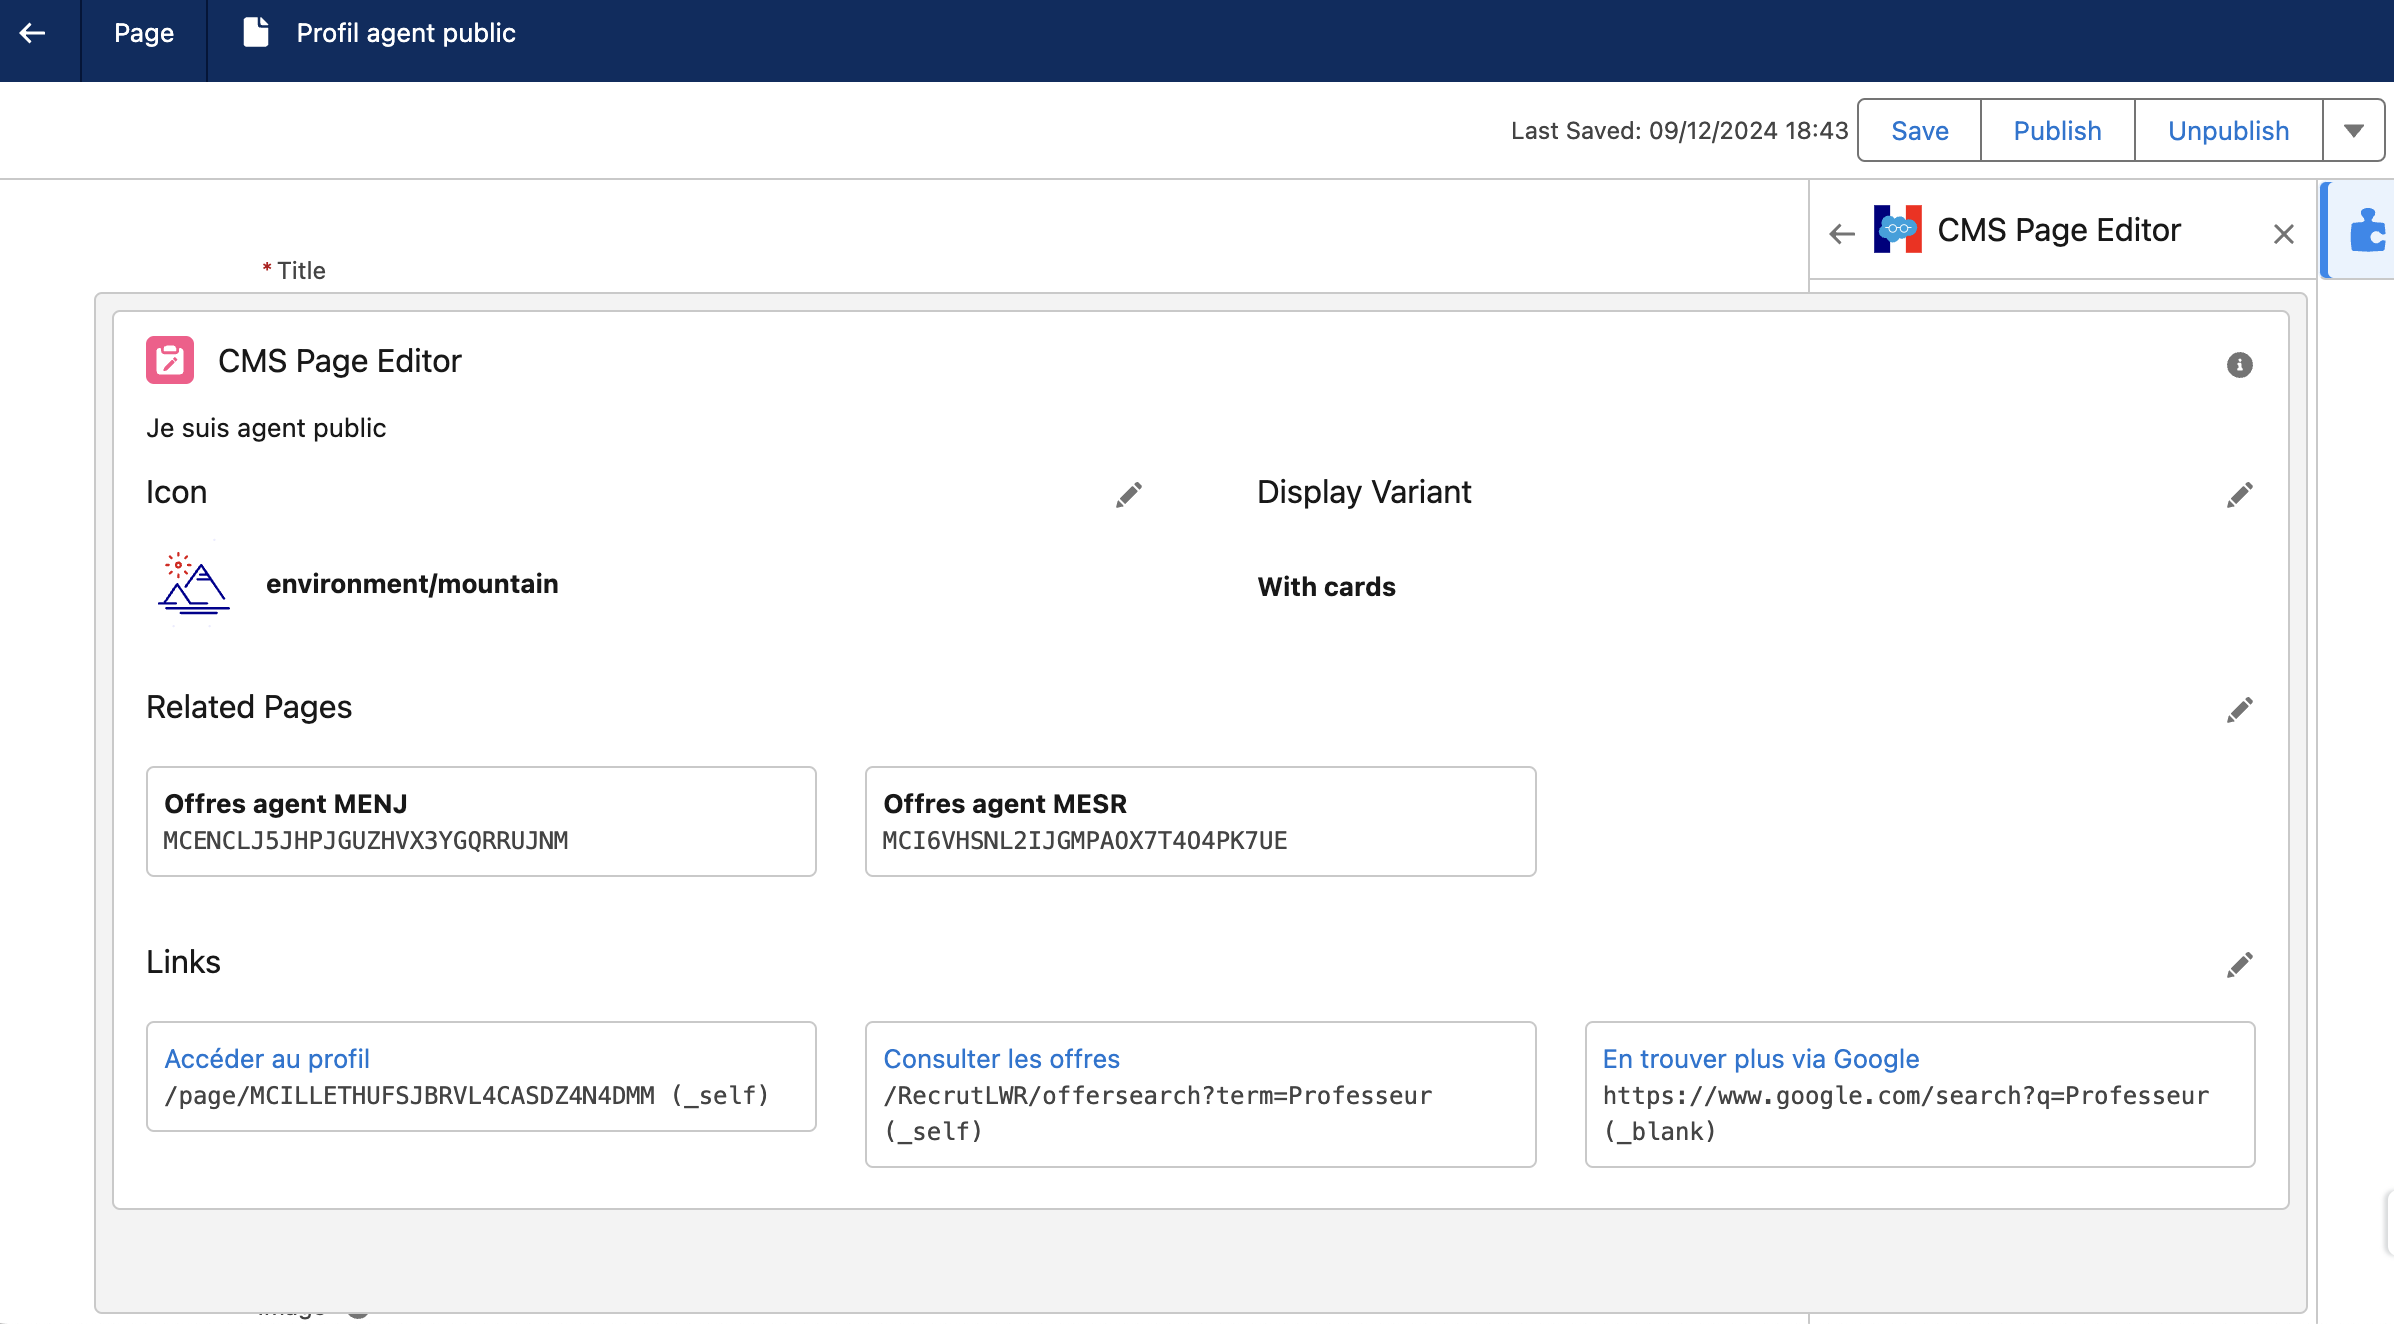 Page
Profil agent public
Last Saved: 09/12/2024 18:43
Save
Publish
Unpublish
CMS Page Editor
* Title
CMS Page Editor
Je suis agent public
Icon
Display Variant
environment/mountain
With cards
Related Pages
Offres agent MENJ
MCENCLJ5JHPJGUZHVX3YGQRRUJNM
Offres agent MESR
MCI6VHSNL2IJGMPAOX7T4O4PK7UE
Links
Accéder au profil
/page/MCILLETHUFSJBRVL4CASDZ4N4DMM (_self)
Consulter les offres
/RecrutLWR/offersearch?term=Professeur
(_self)
En trouver plus via Google
https://www.google.com/search?q=Professeur
(_blank)